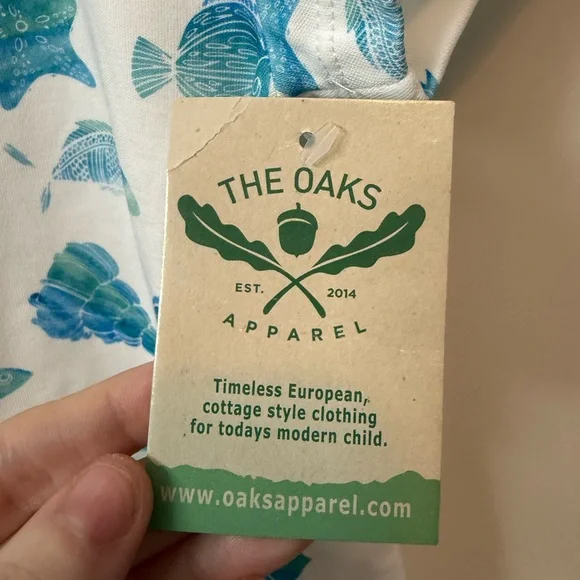 THE OAKS
EST. 2014
APPAREL
Timeless European,
cottage style clothing
for todays modern child.
www.oaksapparel.com